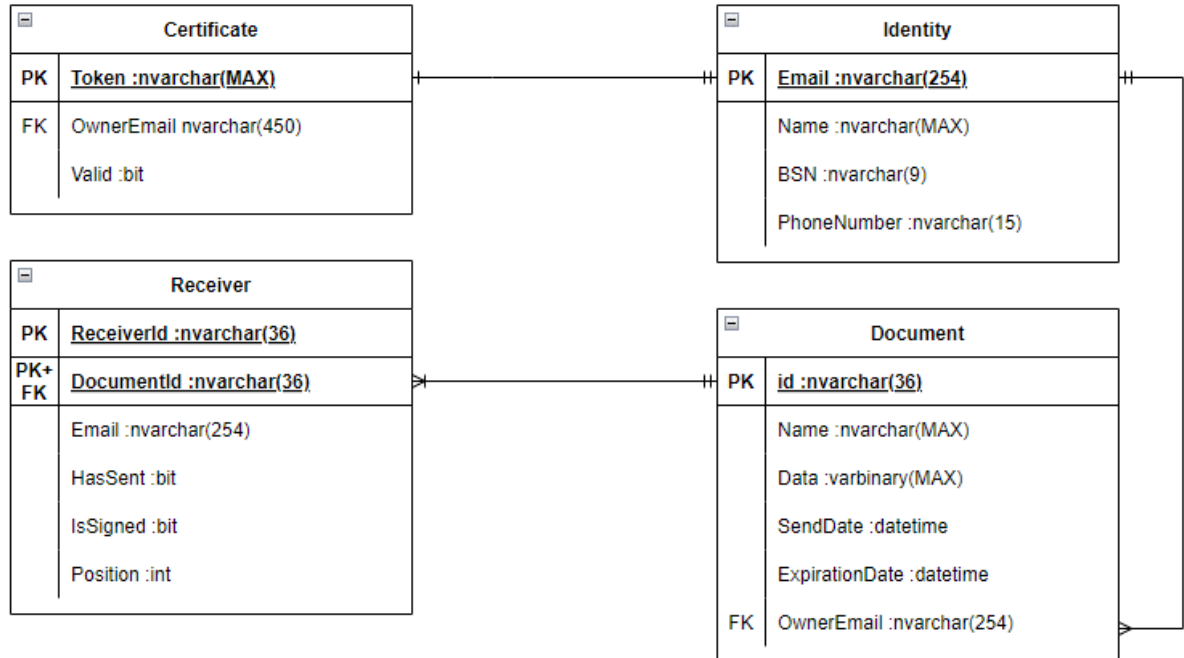 Certificate
PK Token :nvarchar(MAX)
FK OwnerEmail nvarchar(450)
Valid :bit
Identity
PK Email :nvarchar(254)
Name :nvarchar(MAX)
BSN :nvarchar(9)
PhoneNumber :nvarchar(15)
Receiver
PK ReceiverId :nvarchar(36)
PK+
FK DocumentId :nvarchar(36)
Email :nvarchar(254)
HasSent :bit
IsSigned :bit
Position :int
Document
PK id :nvarchar(36)
Name :nvarchar(MAX)
Data :varbinary(MAX)
SendDate :datetime
ExpirationDate :datetime
FK OwnerEmail :nvarchar(254)